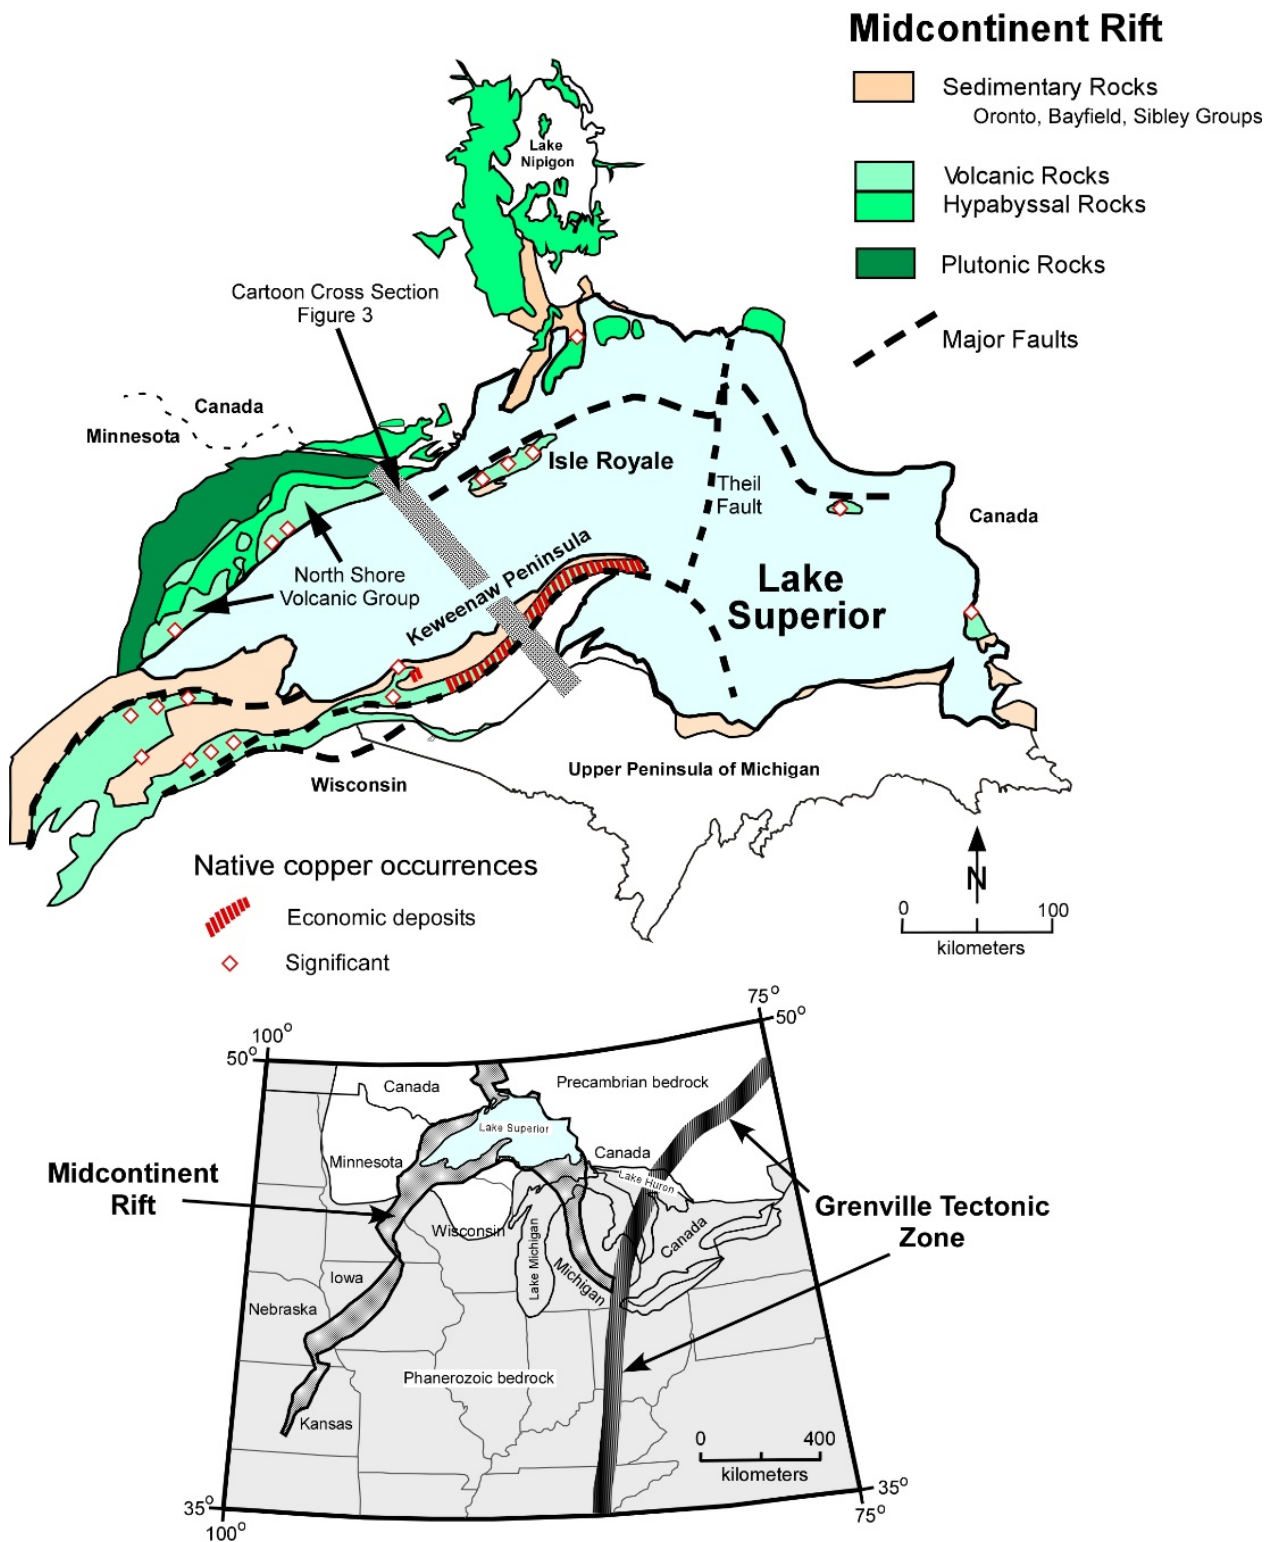 Midcontinent Rift
Sedimentary Rocks
Oronto, Bayfield, Sibley Groups
Volcanic Rocks
Hypabyssal Rocks
Plutonic Rocks
Major Faults
Lake
Nipigon
Cartoon Cross Section
Figure 3
Canada
Minnesota
Isle Royale
Theil
Fault
Canada
North Shore
Volcanic Group
Keweenaw Peninsula
Lake
Superior
Wisconsin
Upper Peninsula of Michigan
N
0 100
kilometers
Native copper occurrences
Economic deposits
Significant
75°
50°
100°
50°
Canada
Precambrian bedrock
Lake Superior
Minnesota
Canada
Lake Huron
Midcontinent
Rift
Wisconsin
Lake Michigan
Michigan
Canada
Grenville Tectonic
Zone
Iowa
Nebraska
Phanerozoic bedrock
Kansas
0 400
kilometers
35°
100°
35°
75°